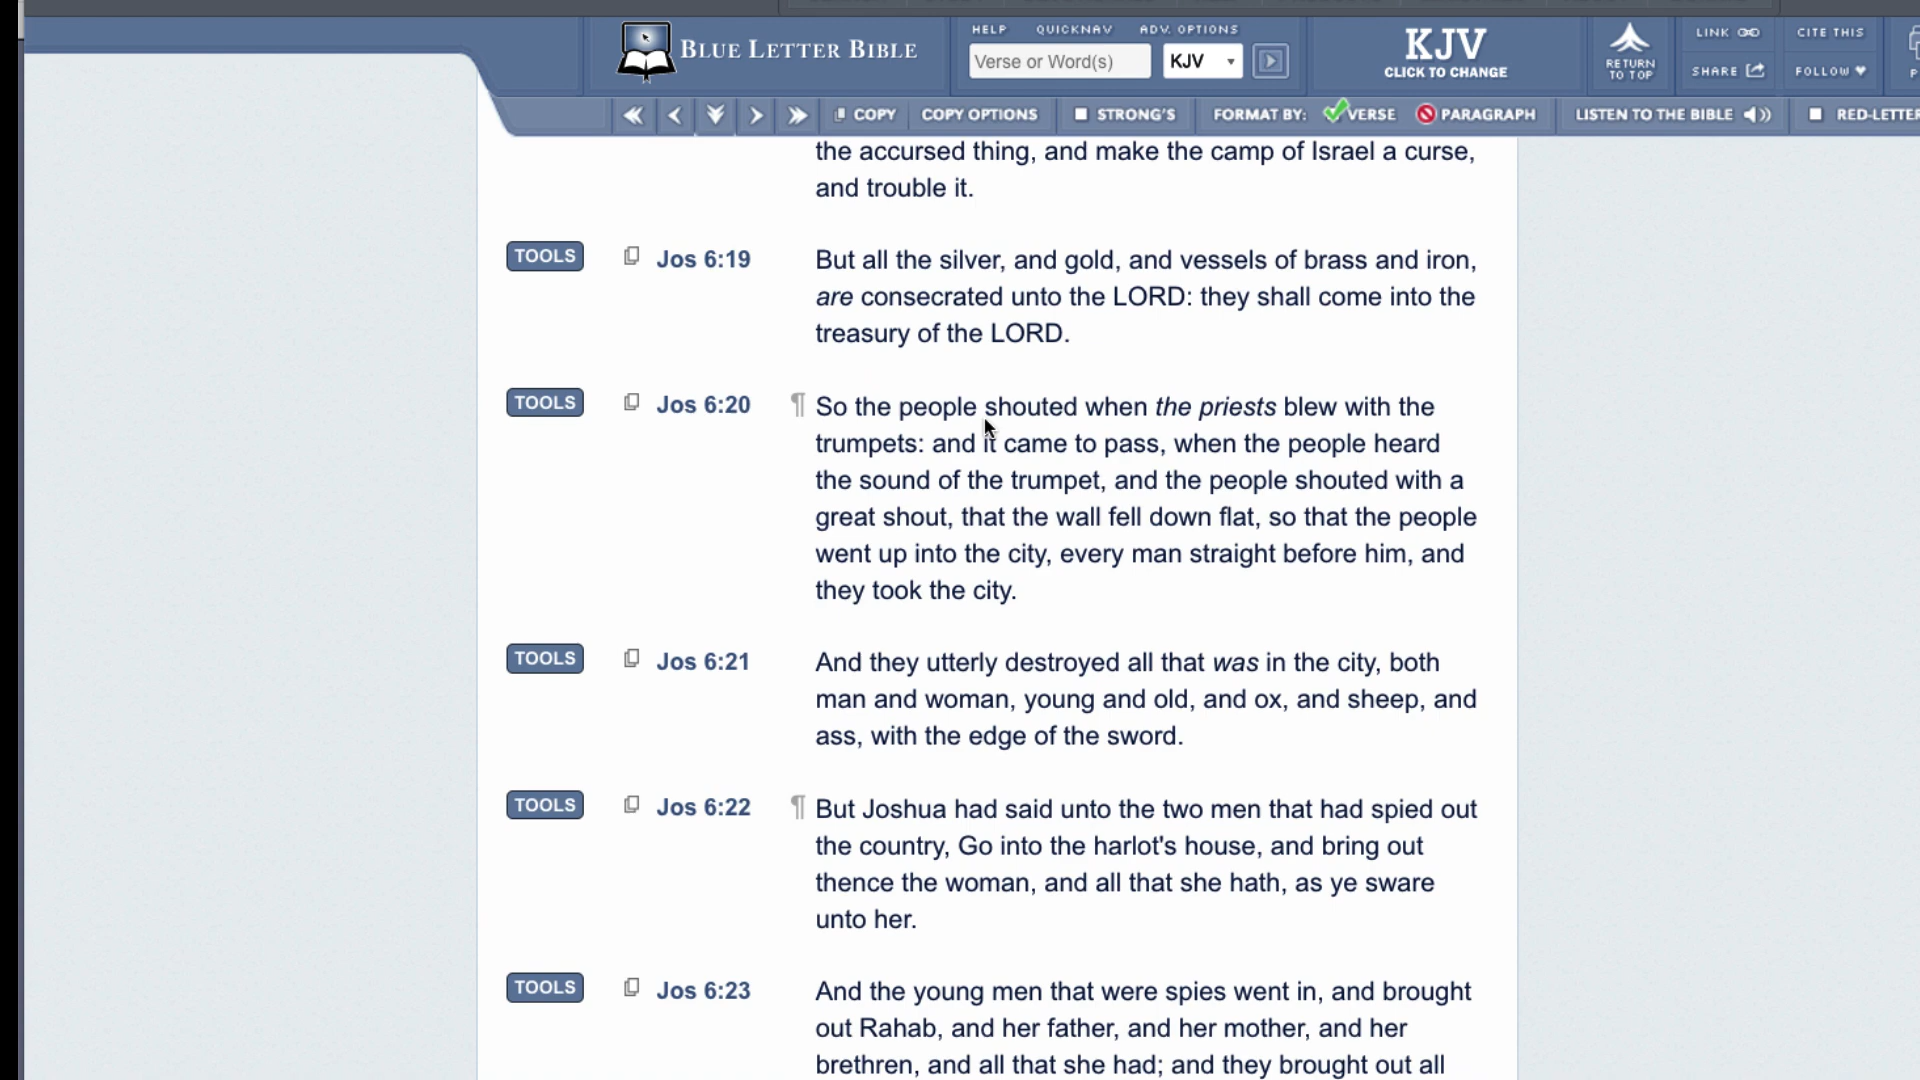 HELP QUICKNAV ADV. OPTIONS
BLUE LETTER BIBLE
Verse or Word(s)
KJV
KJV
CLICK TO CHANGE
RETURN
TO TOP
LINK
CITE THIS
SHARE
FOLLOW
COPY
COPY OPTIONS
STRONG'S
FORMAT BY:
VERSE
PARAGRAPH
LISTEN TO THE BIBLE
RED-LETTER
the accursed thing, and make the camp of Israel a curse,
and trouble it.
TOOLS
Jos 6:19
But all the silver, and gold, and vessels of brass and iron,
are consecrated unto the LORD: they shall come into the
treasury of the LORD.
TOOLS
Jos 6:20
¶ So the people shouted when the priests blew with the
trumpets: and it came to pass, when the people heard
the sound of the trumpet, and the people shouted with a
great shout, that the wall fell down flat, so that the people
went up into the city, every man straight before him, and
they took the city.
TOOLS
Jos 6:21
And they utterly destroyed all that was in the city, both
man and woman, young and old, and ox, and sheep, and
ass, with the edge of the sword.
TOOLS
Jos 6:22
¶ But Joshua had said unto the two men that had spied out
the country, Go into the harlot's house, and bring out
thence the woman, and all that she hath, as ye sware
unto her.
TOOLS
Jos 6:23
And the young men that were spies went in, and brought
out Rahab, and her father, and her mother, and her
brethren, and all that she had; and they brought out all